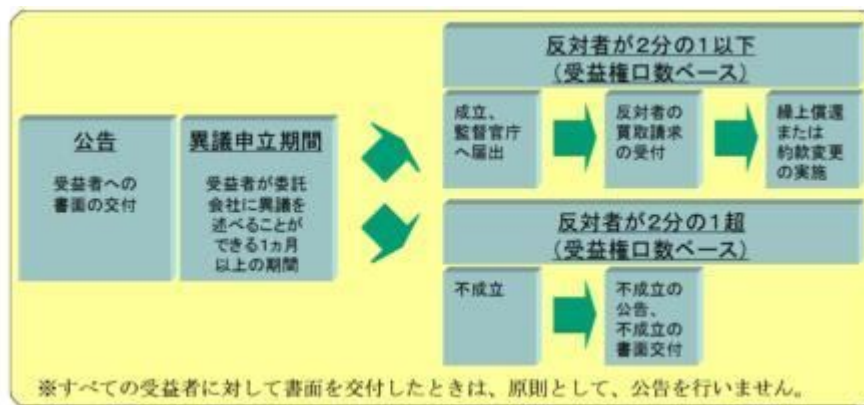 公告
受益者への
書面の交付
異議申立期間
受益者が委託
会社に異議を
述べることが
できる1ヵ月
以上の期間
反対者が2分の1以下
(受益権口数ベース)
成立、
監督官庁
へ届出
反対者の
買取請求
の受付
繰上償還
または
約款変更
の実施
反対者が2分の1超
(受益権口数ベース)
不成立
不成立の
公告、
不成立の
書面交付
※すべての受益者に対して書面を交付したときは、原則として、公告を行いません。